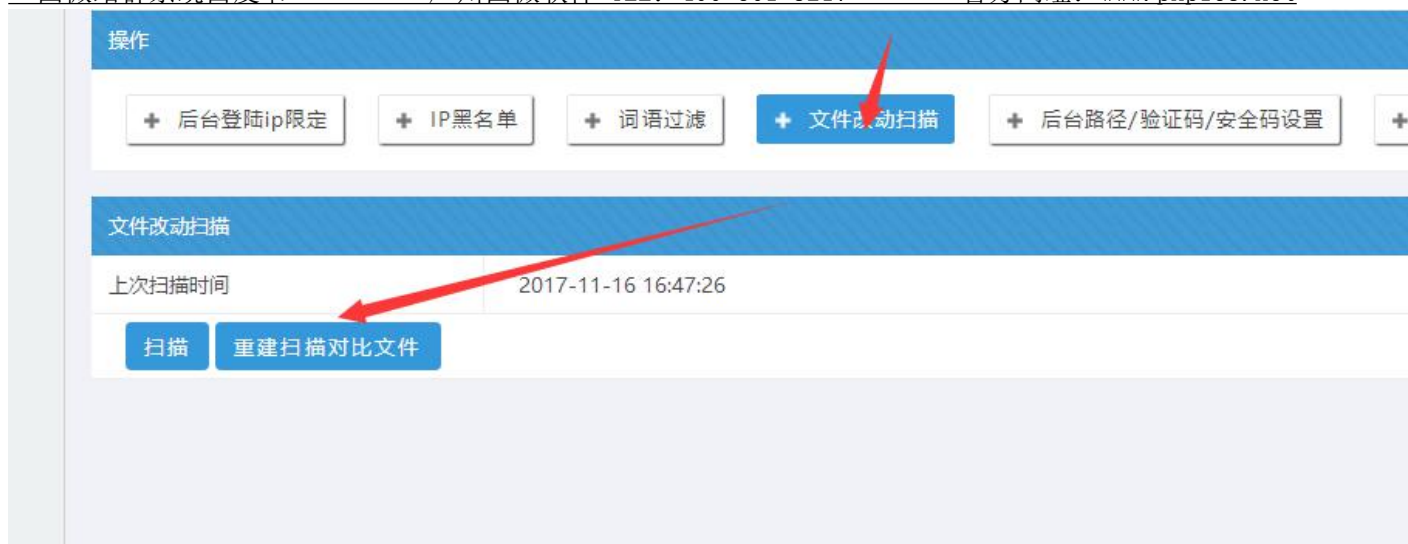 操作
+ 后台登陆ip限定 + IP黑名单 + 词语过滤 + 文件改动扫描 + 后台路径/验证码/安全码设置 +
文件改动扫描
上次扫描时间 2017-11-16 16:47:26
扫描 重建扫描对比文件